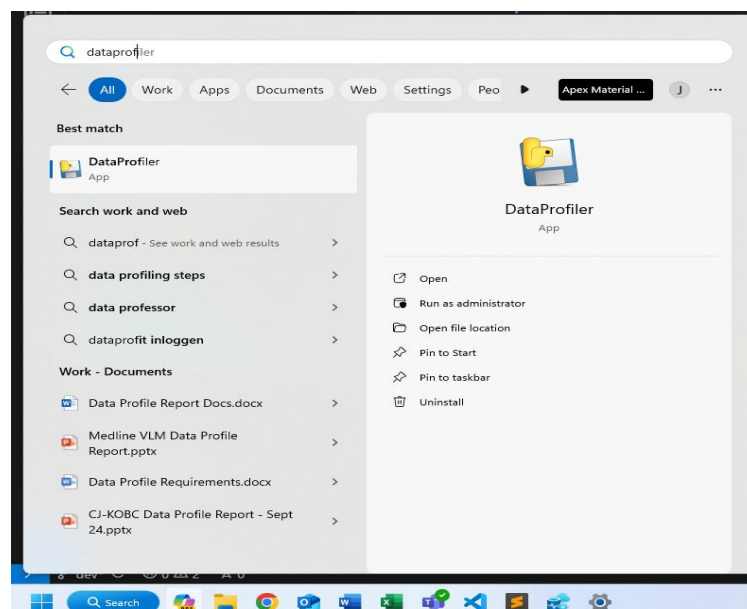 dataprofiler
All Work Apps Documents Web Settings Peo Apex Material ... J ...
Best match
DataProfiler
App
Search work and web
dataprof - See work and web results
data profiling steps
data professor
dataprofit inloggen
Work - Documents
Data Profile Report Docs.docx
Medline VLM Data Profile
Report.pptx
Data Profile Requirements.docx
CJ-KOBC Data Profile Report - Sept
24.pptx
DataProfiler
App
Open
Run as administrator
Open file location
Pin to Start
Pin to taskbar
Uninstall
dev
Search